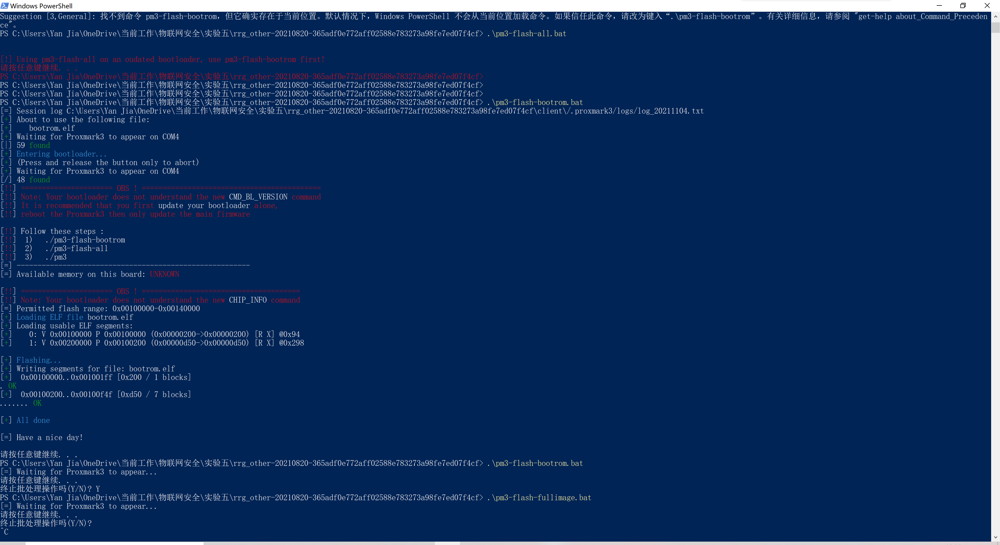 Windows PowerShell
Suggestion [3,General]: 找不到命令 pm3-flash-bootrom，但它确实存在于当前位置。默认情况下，Windows PowerShell 不会从当前位置加载命令。如果信任此命令，请改为键入“.\pm3-flash-bootrom”。有关详细信息，请参阅 "get-help about_Command_Preceden
ce"。
PS C:\Users\Yan Jia\OneDrive\当前工作\物联网安全\实验五\rrg_other-20210820-365adf0e772aff02588e783273a98fe7ed07f4cf> .\pm3-flash-all.bat
[!] Using pm3-flash-all on an oudated bootloader, use pm3-flash-bootrom first!
请按任意键继续. . .
PS C:\Users\Yan Jia\OneDrive\当前工作\物联网安全\实验五\rrg_other-20210820-365adf0e772aff02588e783273a98fe7ed07f4cf>
PS C:\Users\Yan Jia\OneDrive\当前工作\物联网安全\实验五\rrg_other-20210820-365adf0e772aff02588e783273a98fe7ed07f4cf>
PS C:\Users\Yan Jia\OneDrive\当前工作\物联网安全\实验五\rrg_other-20210820-365adf0e772aff02588e783273a98fe7ed07f4cf>
PS C:\Users\Yan Jia\OneDrive\当前工作\物联网安全\实验五\rrg_other-20210820-365adf0e772aff02588e783273a98fe7ed07f4cf> .\pm3-flash-bootrom.bat
[=] Session log C:\Users\Yan Jia\OneDrive\当前工作\物联网安全\实验五\rrg_other-20210820-365adf0e772aff02588e783273a98fe7ed07f4cf\client\/.proxmark3/logs/log_20211104.txt
[+] About to use the following file:
[+]    bootrom.elf
[+] Waiting for Proxmark3 to appear on COM4
[|] 59 found
[+] Entering bootloader...
[+] (Press and release the button only to abort)
[+] Waiting for Proxmark3 to appear on COM4
[/] 48 found
[!!] ====================== OBS ! ===========================================
[!!] Note: Your bootloader does not understand the new CMD_BL_VERSION command
[!!] It is recommended that you first update your bootloader alone,
[!!] reboot the Proxmark3 then only update the main firmware
[!!] Follow these steps :
[!!]  1)   ./pm3-flash-bootrom
[!!]  2)   ./pm3-flash-all
[!!]  3)   ./pm3
[=] --------------------------------------------------------
[=] Available memory on this board: UNKNOWN
[!!] ====================== OBS ! ======================================
[!!] Note: Your bootloader does not understand the new CHIP_INFO command
[=] Permitted flash range: 0x00100000-0x00140000
[+] Loading ELF file bootrom.elf
[+] Loading usable ELF segments:
[+]    0: V 0x00100000 P 0x00100000 (0x00000200->0x00000200) [R X] @0x94
[+]    1: V 0x00200000 P 0x00100200 (0x00000d50->0x00000d50) [R X] @0x298
[+] Flashing...
[+] Writing segments for file: bootrom.elf
[+]  0x00100000..0x001001ff [0x200 / 1 blocks]
. OK
[+]  0x00100200..0x00100f4f [0xd50 / 7 blocks]
....... OK
[+] All done
[=] Have a nice day!
请按任意键继续. . .
PS C:\Users\Yan Jia\OneDrive\当前工作\物联网安全\实验五\rrg_other-20210820-365adf0e772aff02588e783273a98fe7ed07f4cf> .\pm3-flash-bootrom.bat
[=] Waiting for Proxmark3 to appear...
请按任意键继续. . .
终止批处理操作吗(Y/N)? Y
PS C:\Users\Yan Jia\OneDrive\当前工作\物联网安全\实验五\rrg_other-20210820-365adf0e772aff02588e783273a98fe7ed07f4cf> .\pm3-flash-fullimage.bat
[=] Waiting for Proxmark3 to appear...
请按任意键继续. . .
终止批处理操作吗(Y/N)?
^C